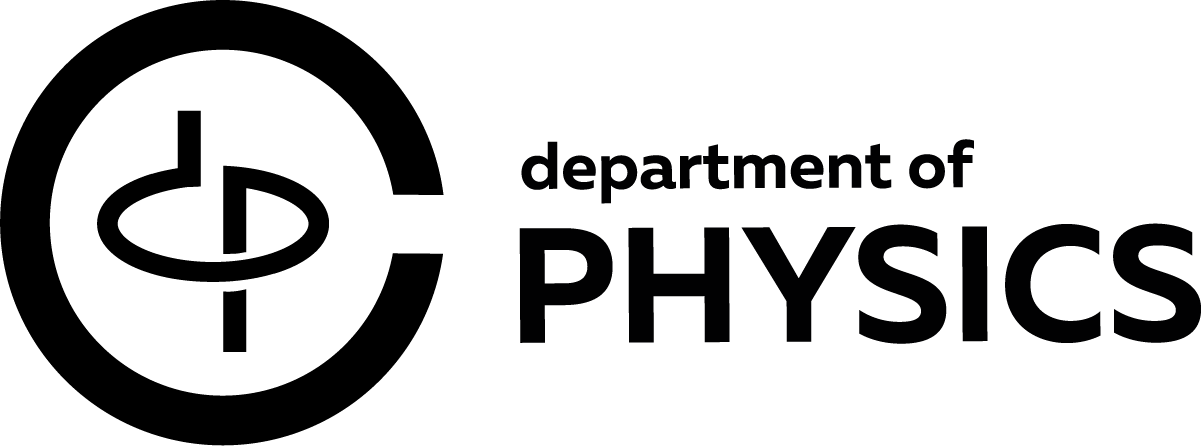 department of
PHYSICS